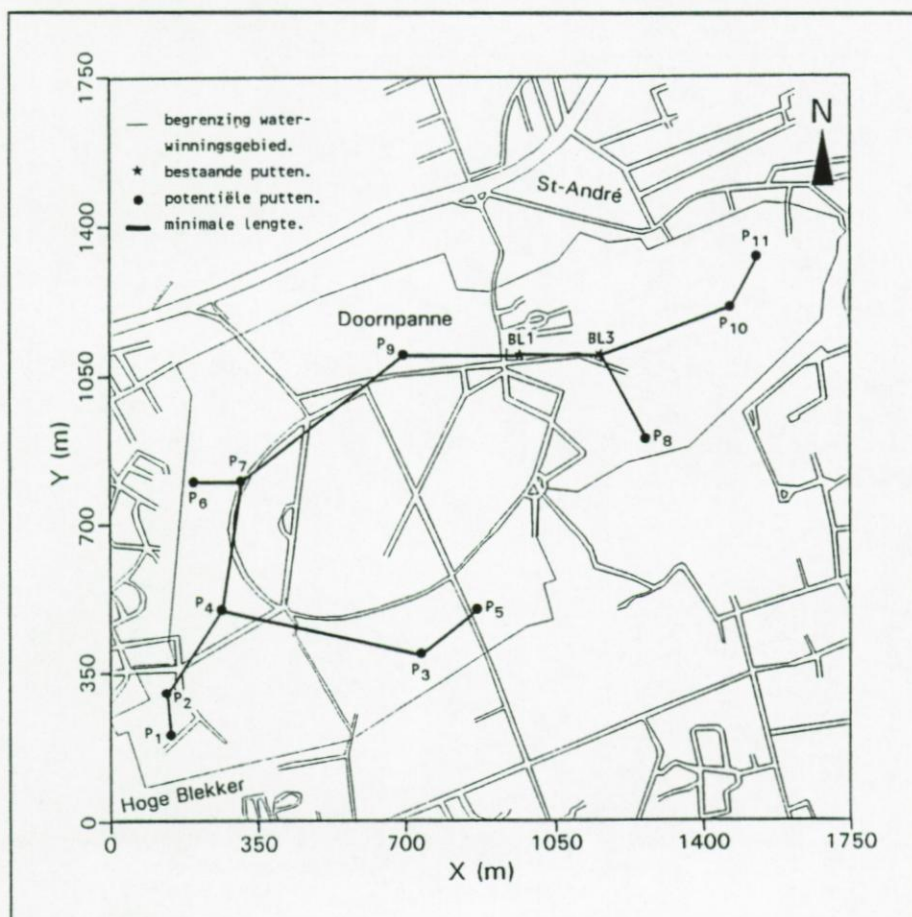 1750
1400
1050
700
350
0
Y (m)
begrenzing water-
winningsgebied.
bestaande putten.
potentiële putten.
minimale lengte.
N
St-André
P11
P10
Doornpanne
P9
BL1
BL3
P8
P7
P6
P4
P5
P3
P2
P1
Hoge Blekker
0
350
700
1050
1400
1750
X (m)